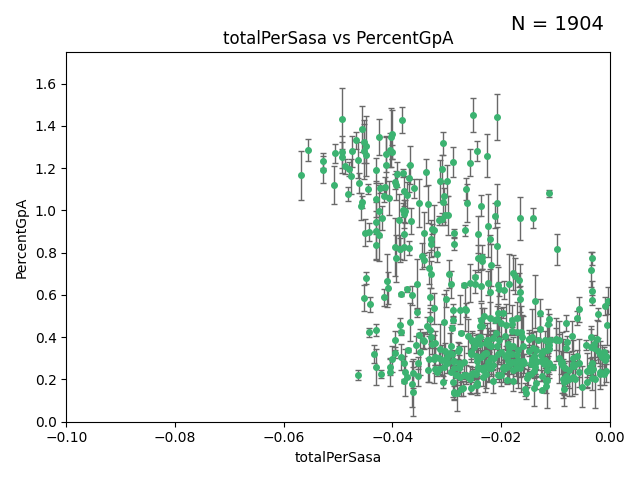 N = 1904
totalPerSasa vs PercentGpA
PercentGpA
1.6
1.4
1.2
1.0
0.8
0.6
0.4
0.2
0.0
−0.10 −0.08 −0.06 −0.04 −0.02 0.00
totalPerSasa